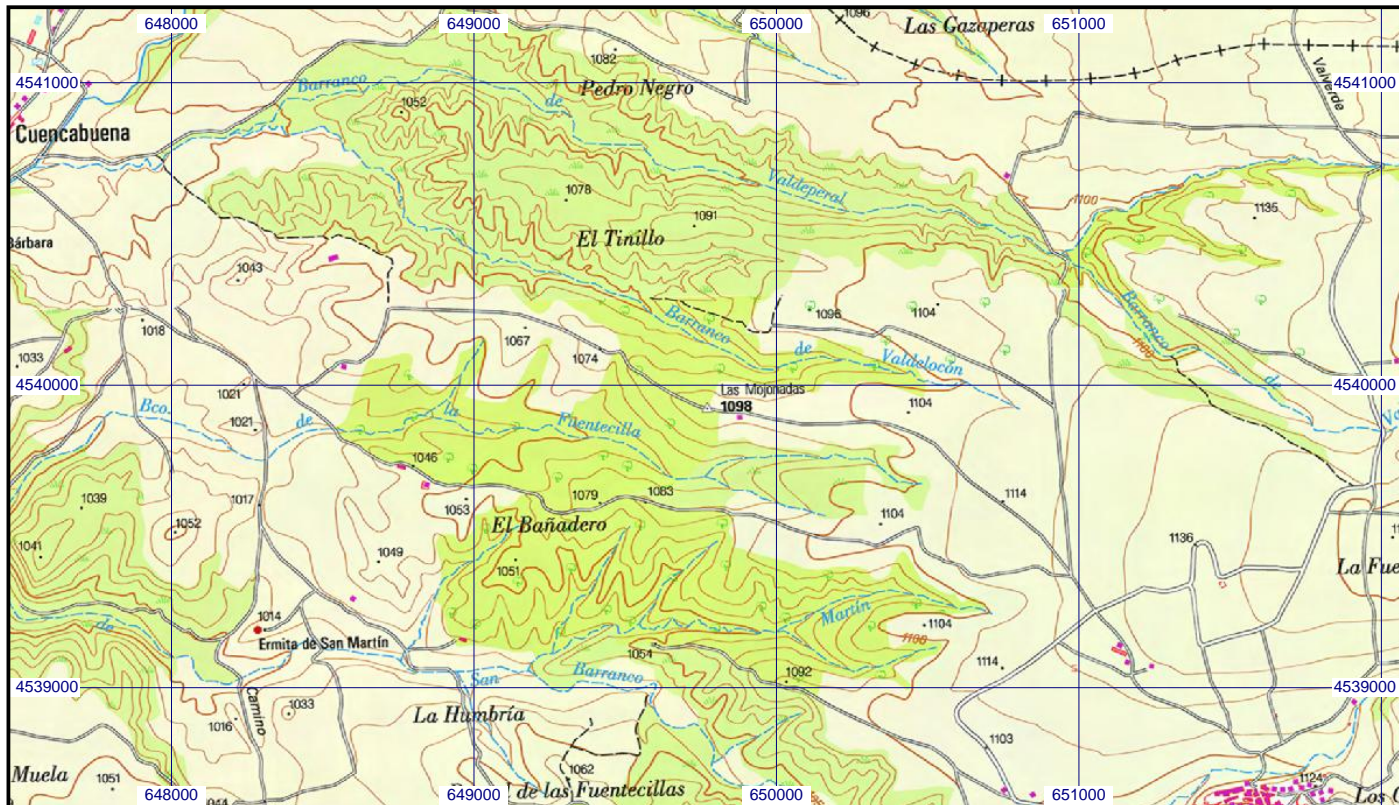 648000
649000
650000
651000
1096
Las Gazaperas
1082
4541000
Barranco
de
Pedro Negro
Valverde
4541000
1052
Cuencabuena
1078
Valdeperal
1091
1100
1135
El Tinillo
Bárbara
1043
Barranco
1018
1067
1074
Barranco
de
Valdelocón
1096
1104
1100
1033
4540000
1021
1021
Bco.
de
la
Fuentecilla
Las Mojonadas
1098
1104
de
4540000
1046
1039
1017
1053
1079
1083
1114
1052
El Bañadero
1104
1041
1049
1051
1136
La Fue
de
1014
Ermita de San Martín
Martín
1104
1100
1054
4539000
San
Barranco
1092
1114
4539000
Camino
1016
1033
La Humbría
1103
Muela
1051
1062
de las Fuentecillas
1124
Los
648000
649000
650000
651000